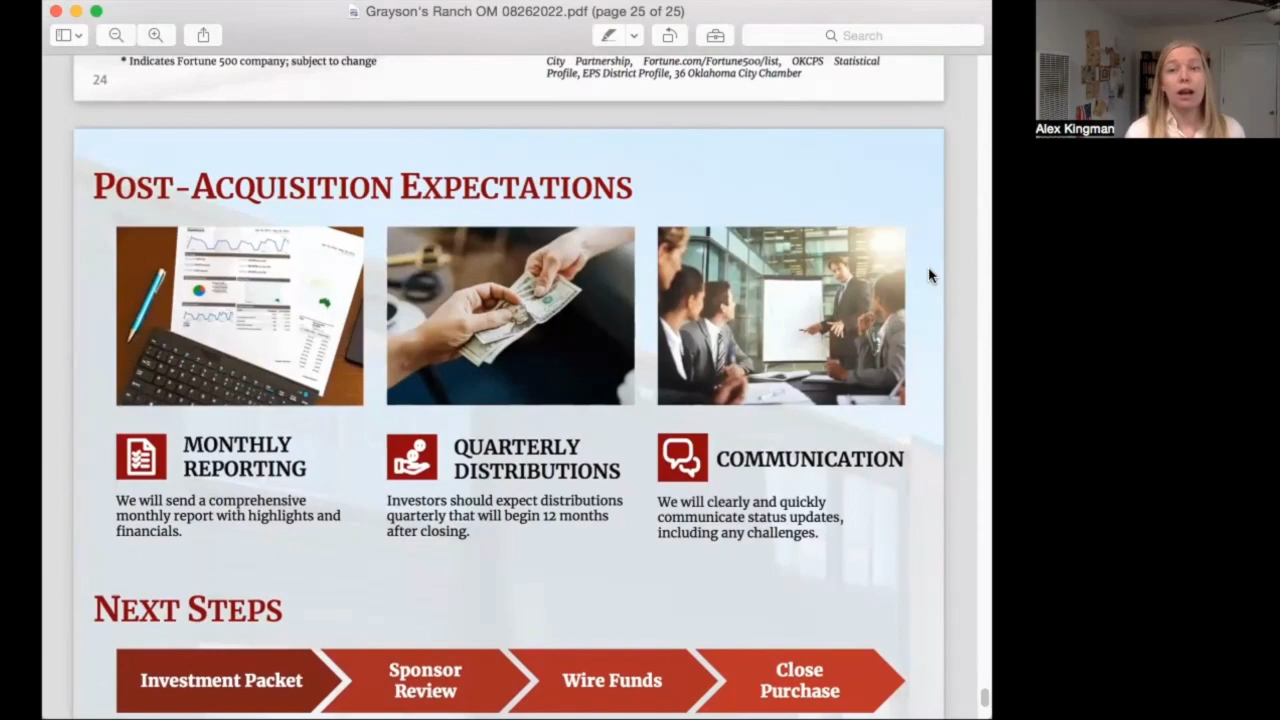 Grayson's Ranch OM 08262022.pdf (page 25 of 25)
Search
* Indicates Fortune 500 company; subject to change
24
City Partnership, Fortune.com/Fortune500/list, OKCPS Statistical
Profile, EPS District Profile, 36 Oklahoma City Chamber
Alex Kingman
POST-ACQUISITION EXPECTATIONS
MONTHLY
REPORTING
We will send a comprehensive
monthly report with highlights and
financials.
QUARTERLY
DISTRIBUTIONS
Investors should expect distributions
quarterly that will begin 12 months
after closing.
COMMUNICATION
We will clearly and quickly
communicate status updates,
including any challenges.
NEXT STEPS
Investment Packet
Sponsor
Review
Wire Funds
Close
Purchase